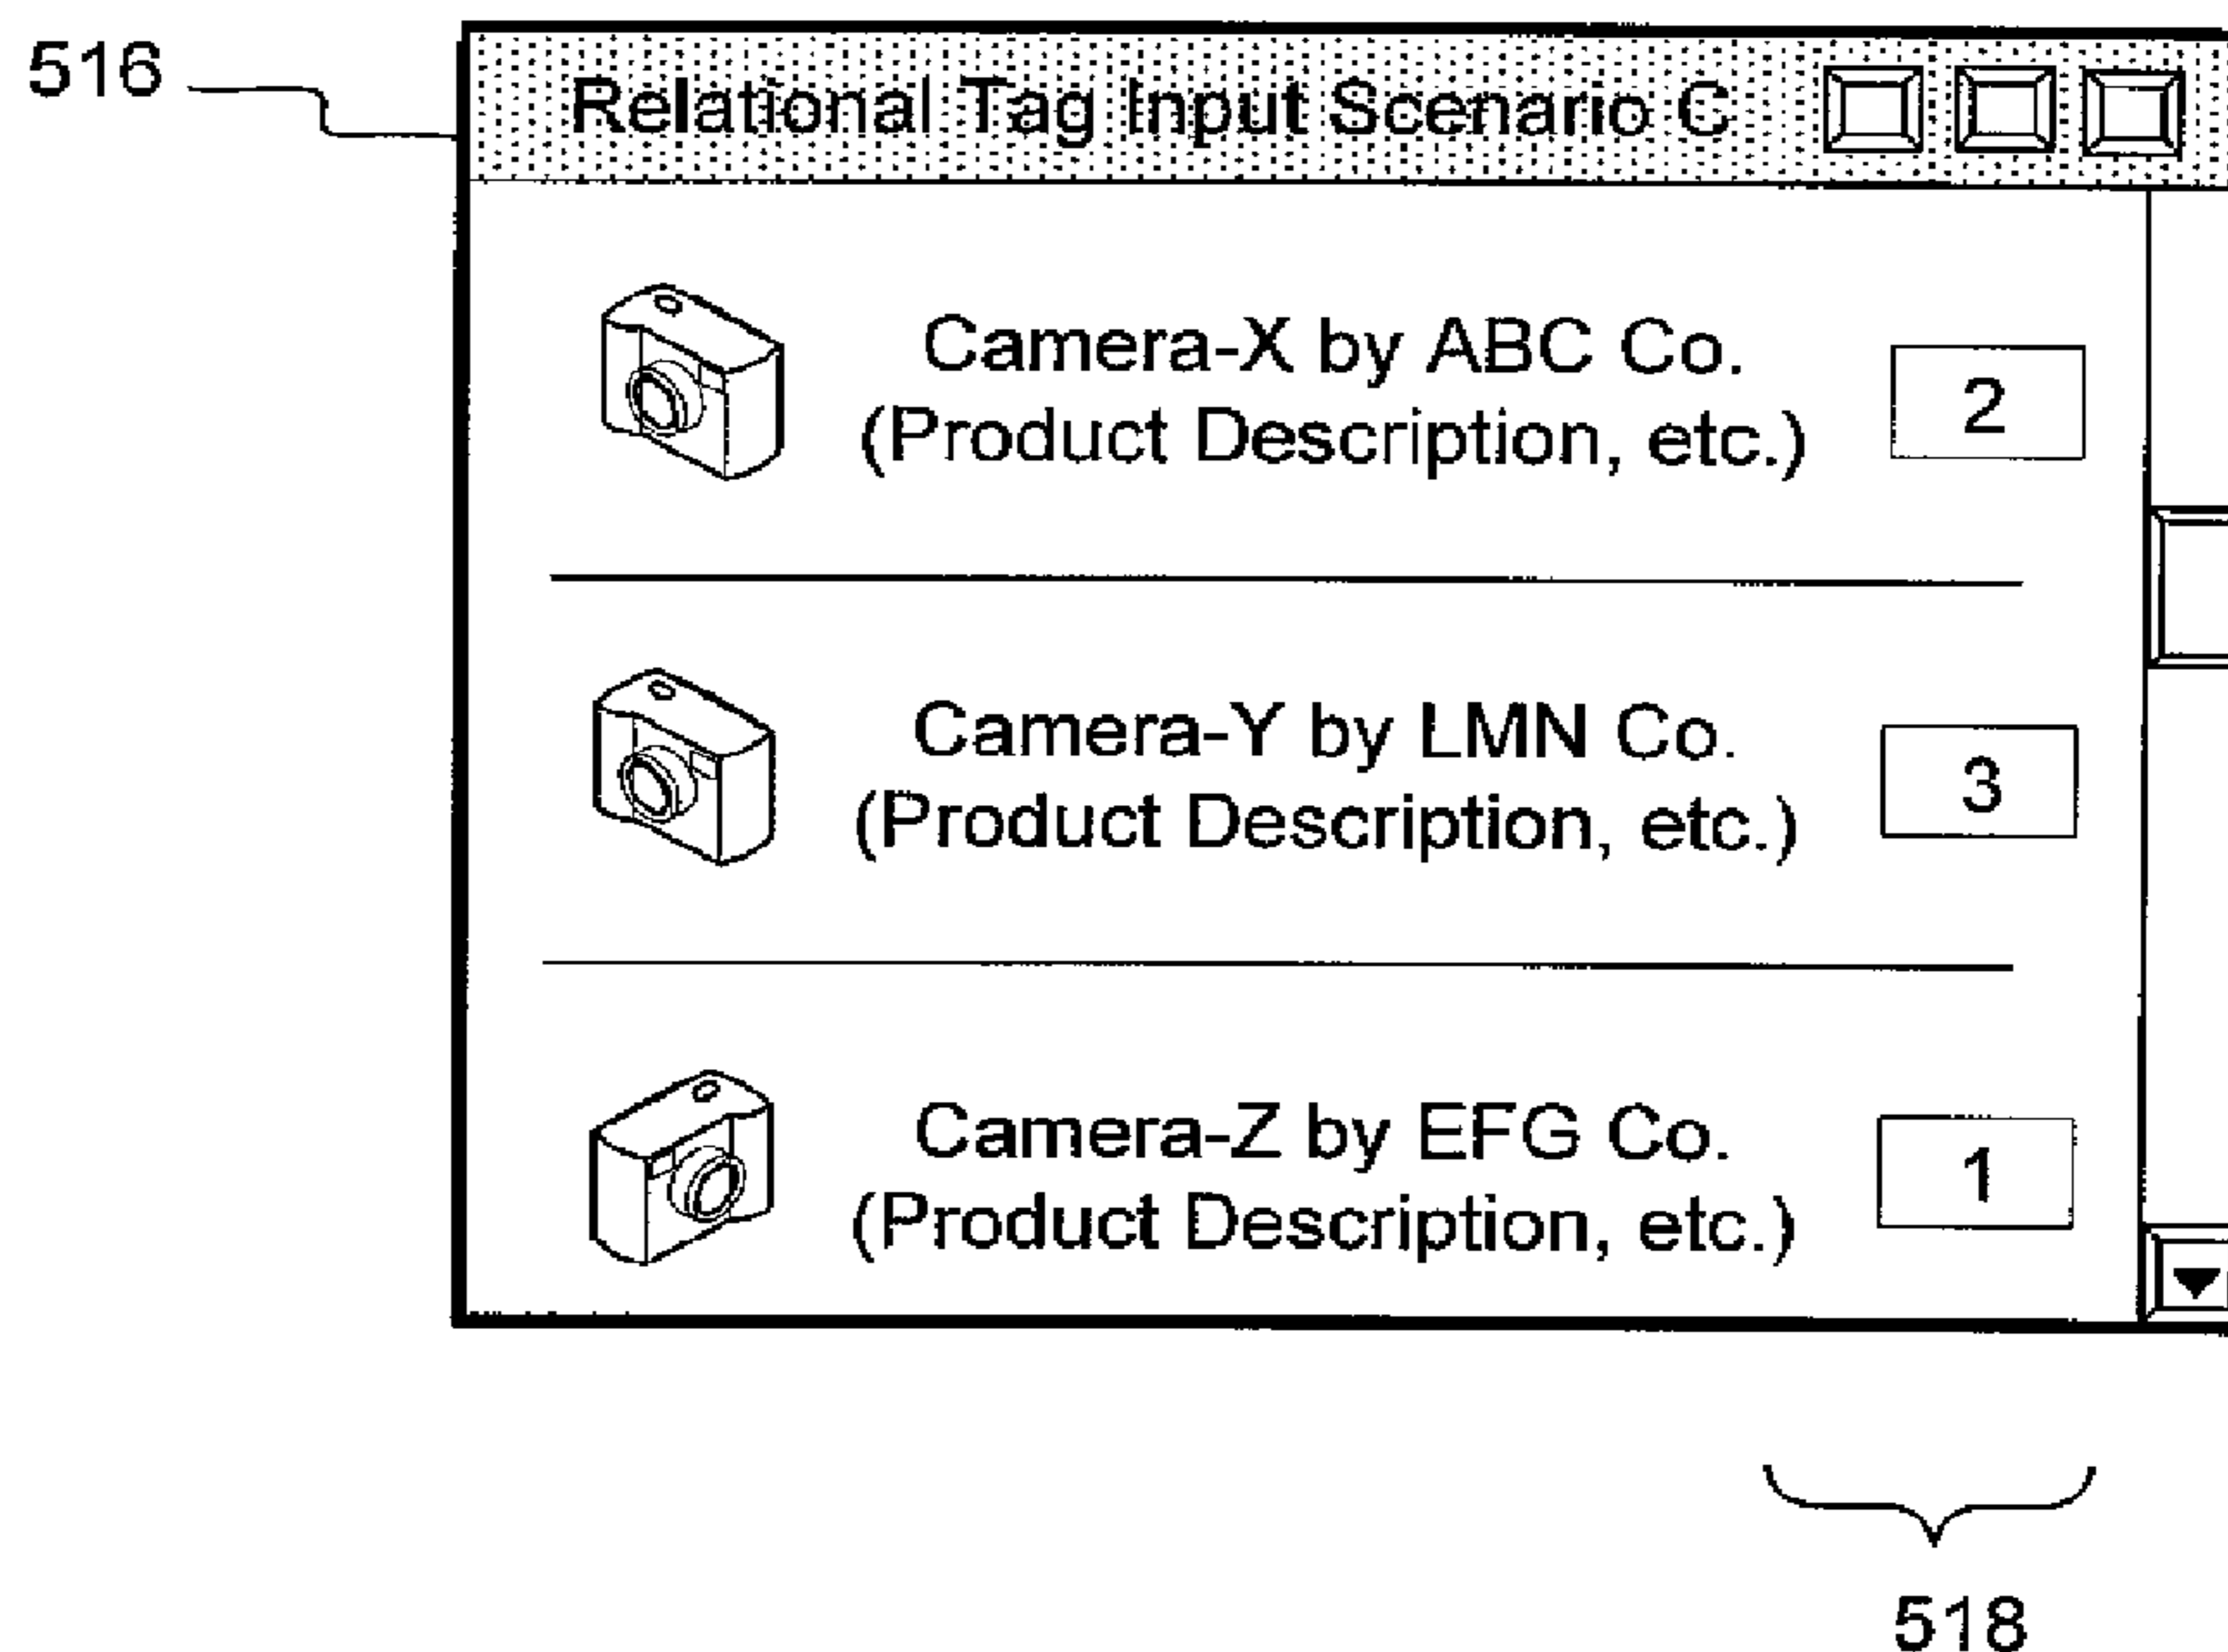 516
Relational Tag Input Scenario C
Camera-X by ABC Co.
(Product Description, etc.)
2
Camera-Y by LMN Co.
(Product Description, etc.)
3
Camera-Z by EFG Co.
(Product Description, etc.)
1
518